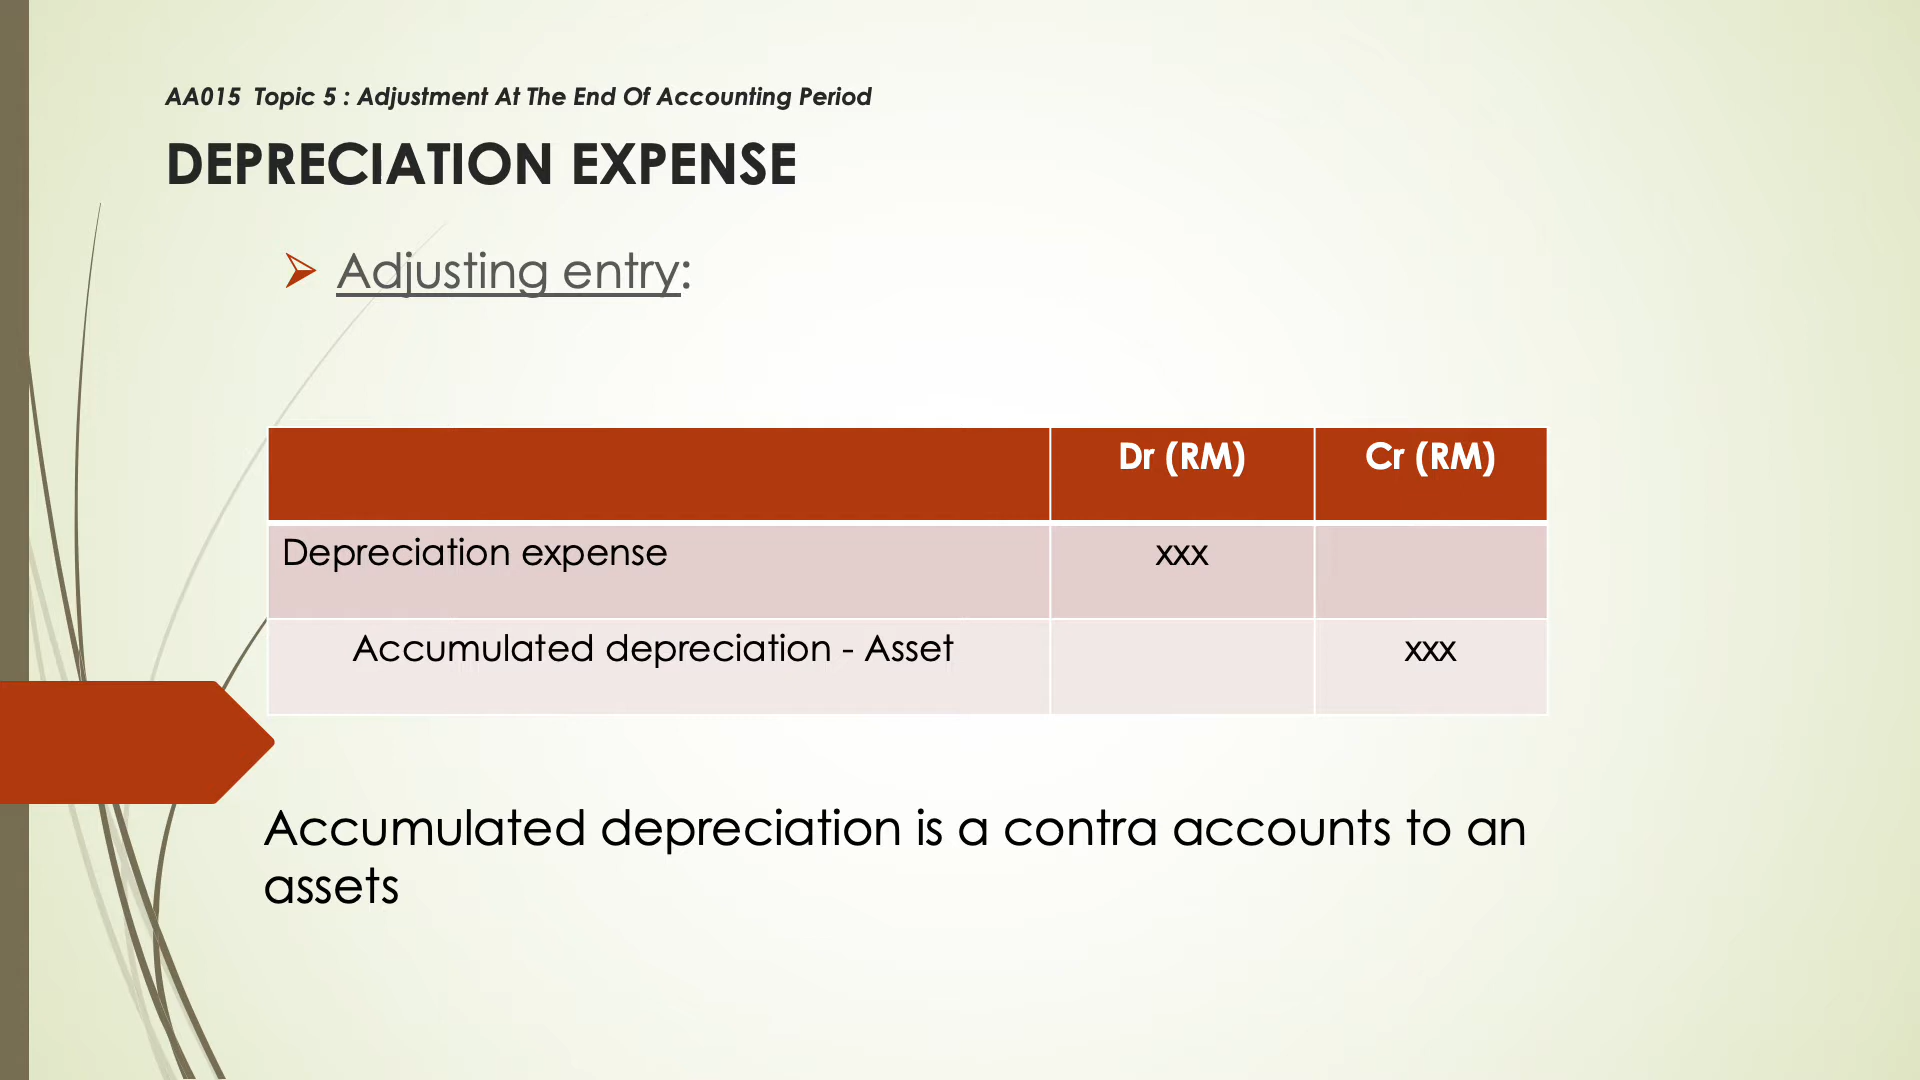 AA015 Topic 5 : Adjustment At The End Of Accounting Period
DEPRECIATION EXPENSE
Adjusting entry:
Dr (RM) Cr (RM)
Depreciation expense xxx
Accumulated depreciation - Asset xxx
Accumulated depreciation is a contra accounts to an
assets